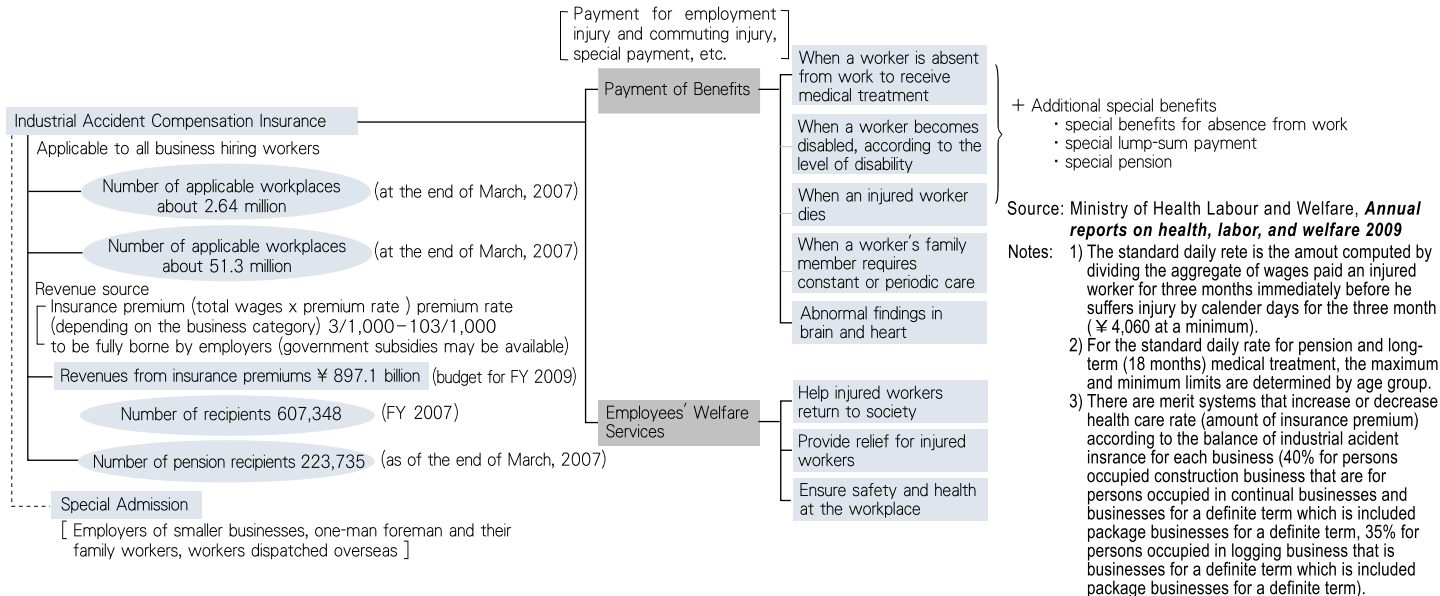 Payment for employment
injury and commuting injury,
special payment, etc.
Industrial Accident Compensation Insurance
Applicable to all business hiring workers
Number of applicable workplaces
about 2.64 million
(at the end of March, 2007)
Number of applicable workplaces
about 51.3 million
(at the end of March, 2007)
Revenue source
Insurance premium (total wages x premium rate ) premium rate
(depending on the business category) 3/1,000−103/1,000
to be fully borne by employers (government subsidies may be available)
Revenues from insurance premiums ¥ 897.1 billion
(budget for FY 2009)
Number of recipients 607,348
(FY 2007)
Number of pension recipients 223,735
(as of the end of March, 2007)
Special Admission
[ Employers of smaller businesses, one-man foreman and their
family workers, workers dispatched overseas ]
Payment of Benefits
When a worker is absent
from work to receive
medical treatment
When a worker becomes
disabled, according to the
level of disability
When an injured worker
dies
When a worker's family
member requires
constant or periodic care
Abnormal findings in
brain and heart
+ Additional special benefits
・special benefits for absence from work
・special lump-sum payment
・special pension
Employees' Welfare
Services
Help injured workers
return to society
Provide relief for injured
workers
Ensure safety and health
at the workplace
Source: Ministry of Health Labour and Welfare, Annual
reports on health, labor, and welfare 2009
Notes: 1) The standard daily rete is the amout computed by
dividing the aggregate of wages paid an injured
worker for three months immediately before he
suffers injury by calender days for the three month
(¥ 4,060 at a minimum).
2) For the standard daily rate for pension and long-
term (18 months) medical treatment, the maximum
and minimum limits are determined by age group.
3) There are merit systems that increase or decrease
health care rate (amount of insurance premium)
according to the balance of industrial acident
insrance for each business (40% for persons
occupied construction business that are for
persons occupied in continual businesses and
businesses for a definite term which is included
package businesses for a definite term, 35% for
persons occupied in logging business that is
businesses for a definite term which is included
package businesses for a definite term).